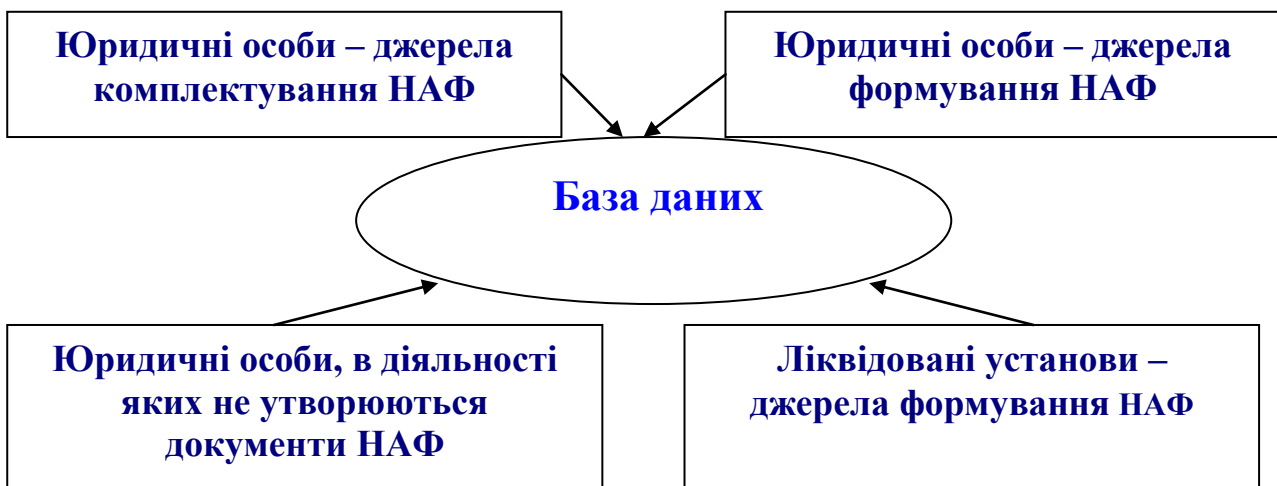 Юридичні особи – джерела
комплектування НАФ
Юридичні особи – джерела
формування НАФ
База даних
Юридичні особи, в діяльності
яких не утворюються
документи НАФ
Ліквідовані установи –
джерела формування НАФ